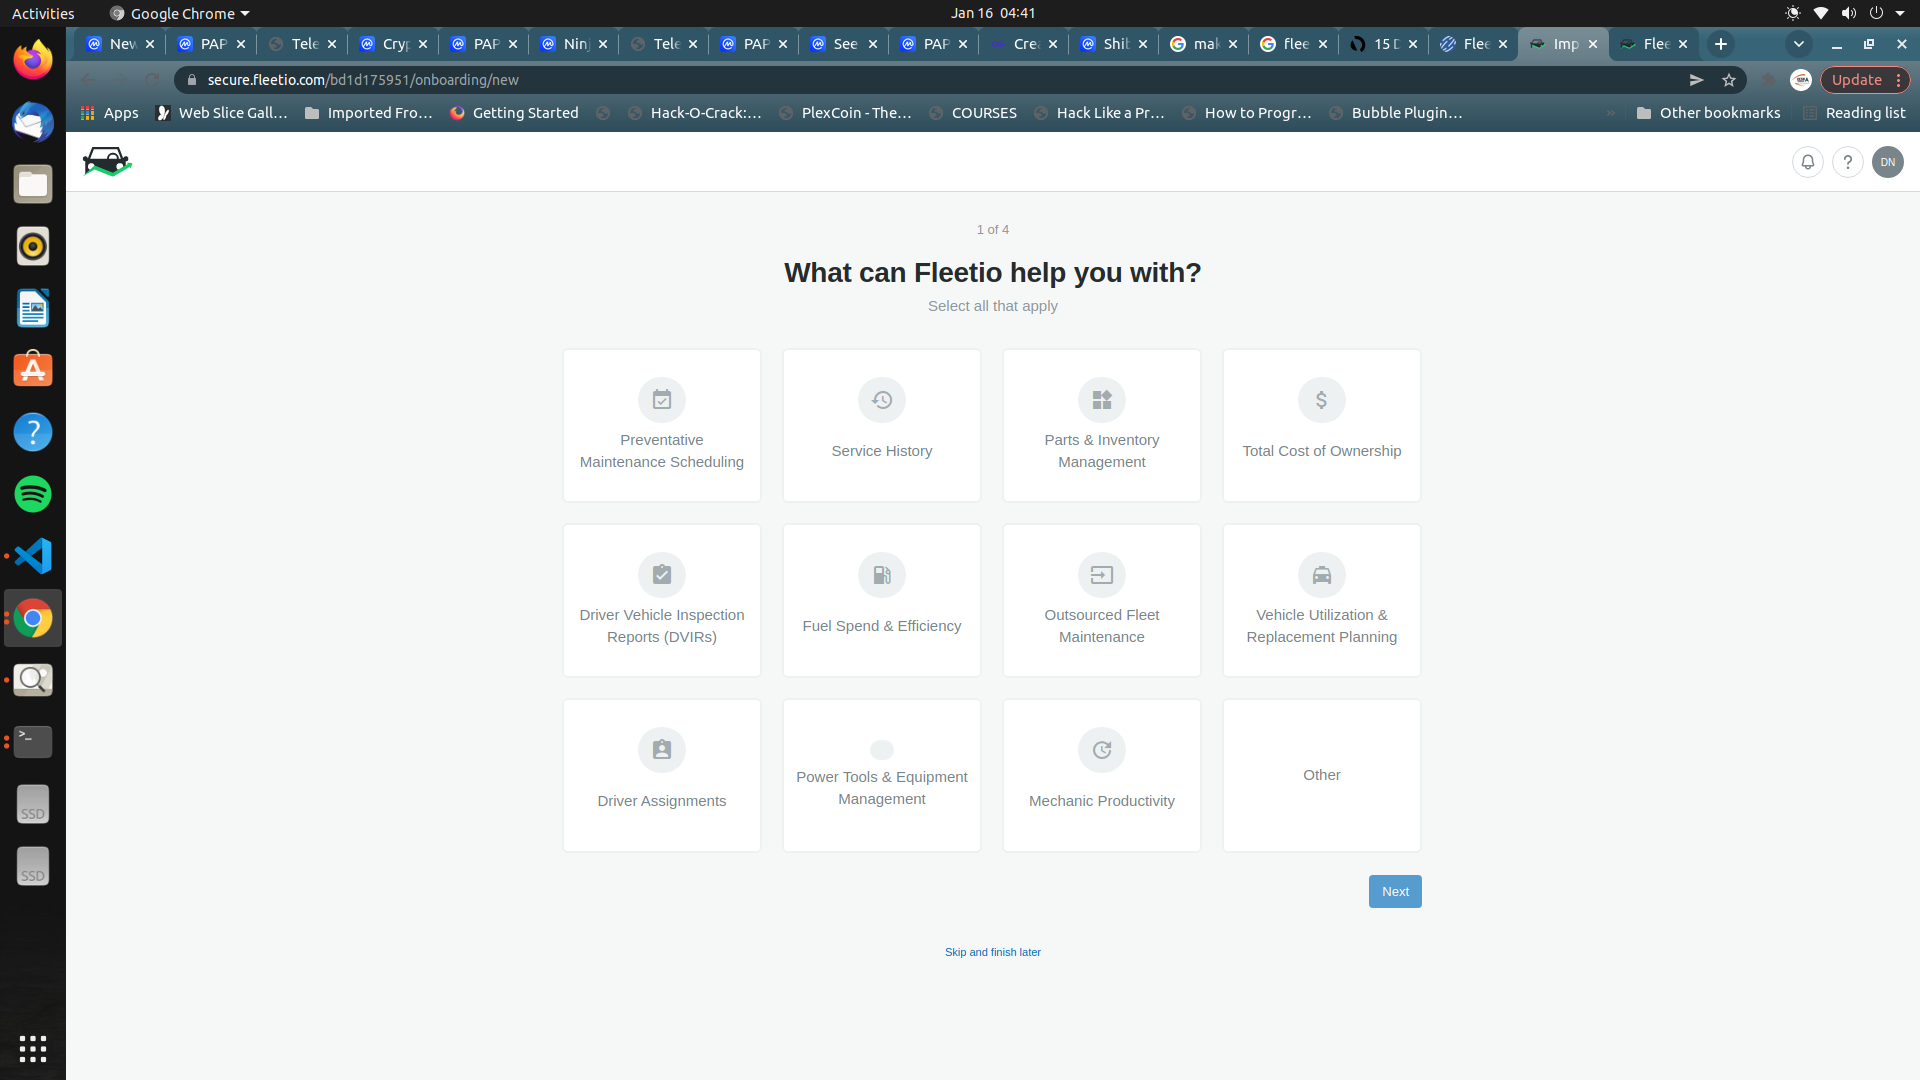 Activities
Google Chrome
Jan 16 04:41
New
PAP
Tele
Cryp
PAP
Ninj
Tele
PAP
See
PAP
Crea
Shib
mak
flee
15 D
Flee
Imp
Flee
secure.fleetio.com/bd1d175951/onboarding/new
Update
Apps
Web Slice Gall...
Imported Fro...
Getting Started
Hack-O-Crack:...
PlexCoin - The...
COURSES
Hack Like a Pr...
How to Progr...
Bubble Plugin...
»
Other bookmarks
Reading list
?
DN
1 of 4
What can Fleetio help you with?
Select all that apply
Preventative
Maintenance Scheduling
Service History
Parts & Inventory
Management
$
Total Cost of Ownership
Driver Vehicle Inspection
Reports (DVIRs)
Fuel Spend & Efficiency
Outsourced Fleet
Maintenance
Vehicle Utilization &
Replacement Planning
Driver Assignments
Power Tools & Equipment
Management
Mechanic Productivity
Other
Next
Skip and finish later
?
>_
SSD
SSD